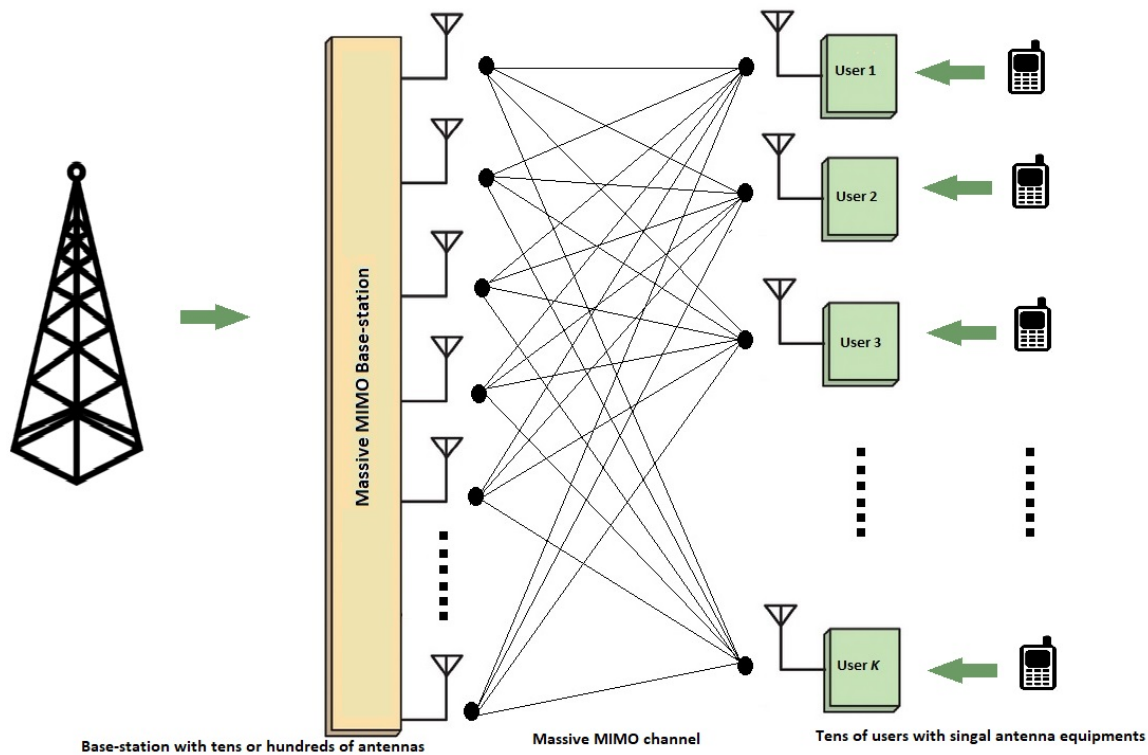 User 1
User 2
Massive MIMO Base-station
User 3
User K
Base-station with tens or hundreds of antennas
Massive MIMO channel
Tens of users with singal antenna equipments